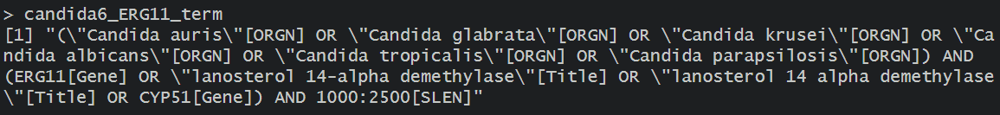 > candida6_ERG11_term
[1] "(\"Candida auris\"[ORGN] OR \"Candida glabrata\"[ORGN] OR \"Candida krusei\"[ORGN] OR \"Ca
ndida albicans\"[ORGN] OR \"Candida tropicalis\"[ORGN] OR \"Candida parapsilosis\"[ORGN]) AND
(ERG11[Gene] OR \"lanosterol 14-alpha demethylase\"[Title] OR \"lanosterol 14 alpha demethylase
\"[Title] OR CYP51[Gene]) AND 1000:2500[SLEN]"